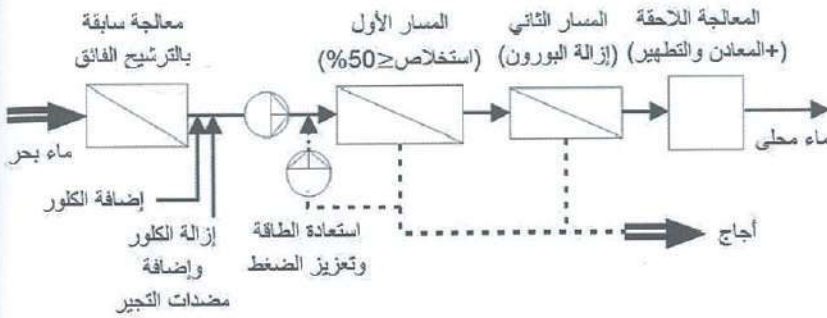 معالجة سابقة
بالترشيح الفائق
المسار الأول
(استخلاص≥50%)
المسار الثاني
(إزالة البورون)
المعالجة اللاحقة
(+المعادن والتطهير)
ماء بحر
ماء محلى
إضافة الكلور
إزالة الكلور
وإضافة
مضدات التجير
استعادة الطاقة
وتعزيز الضغط
أجاج